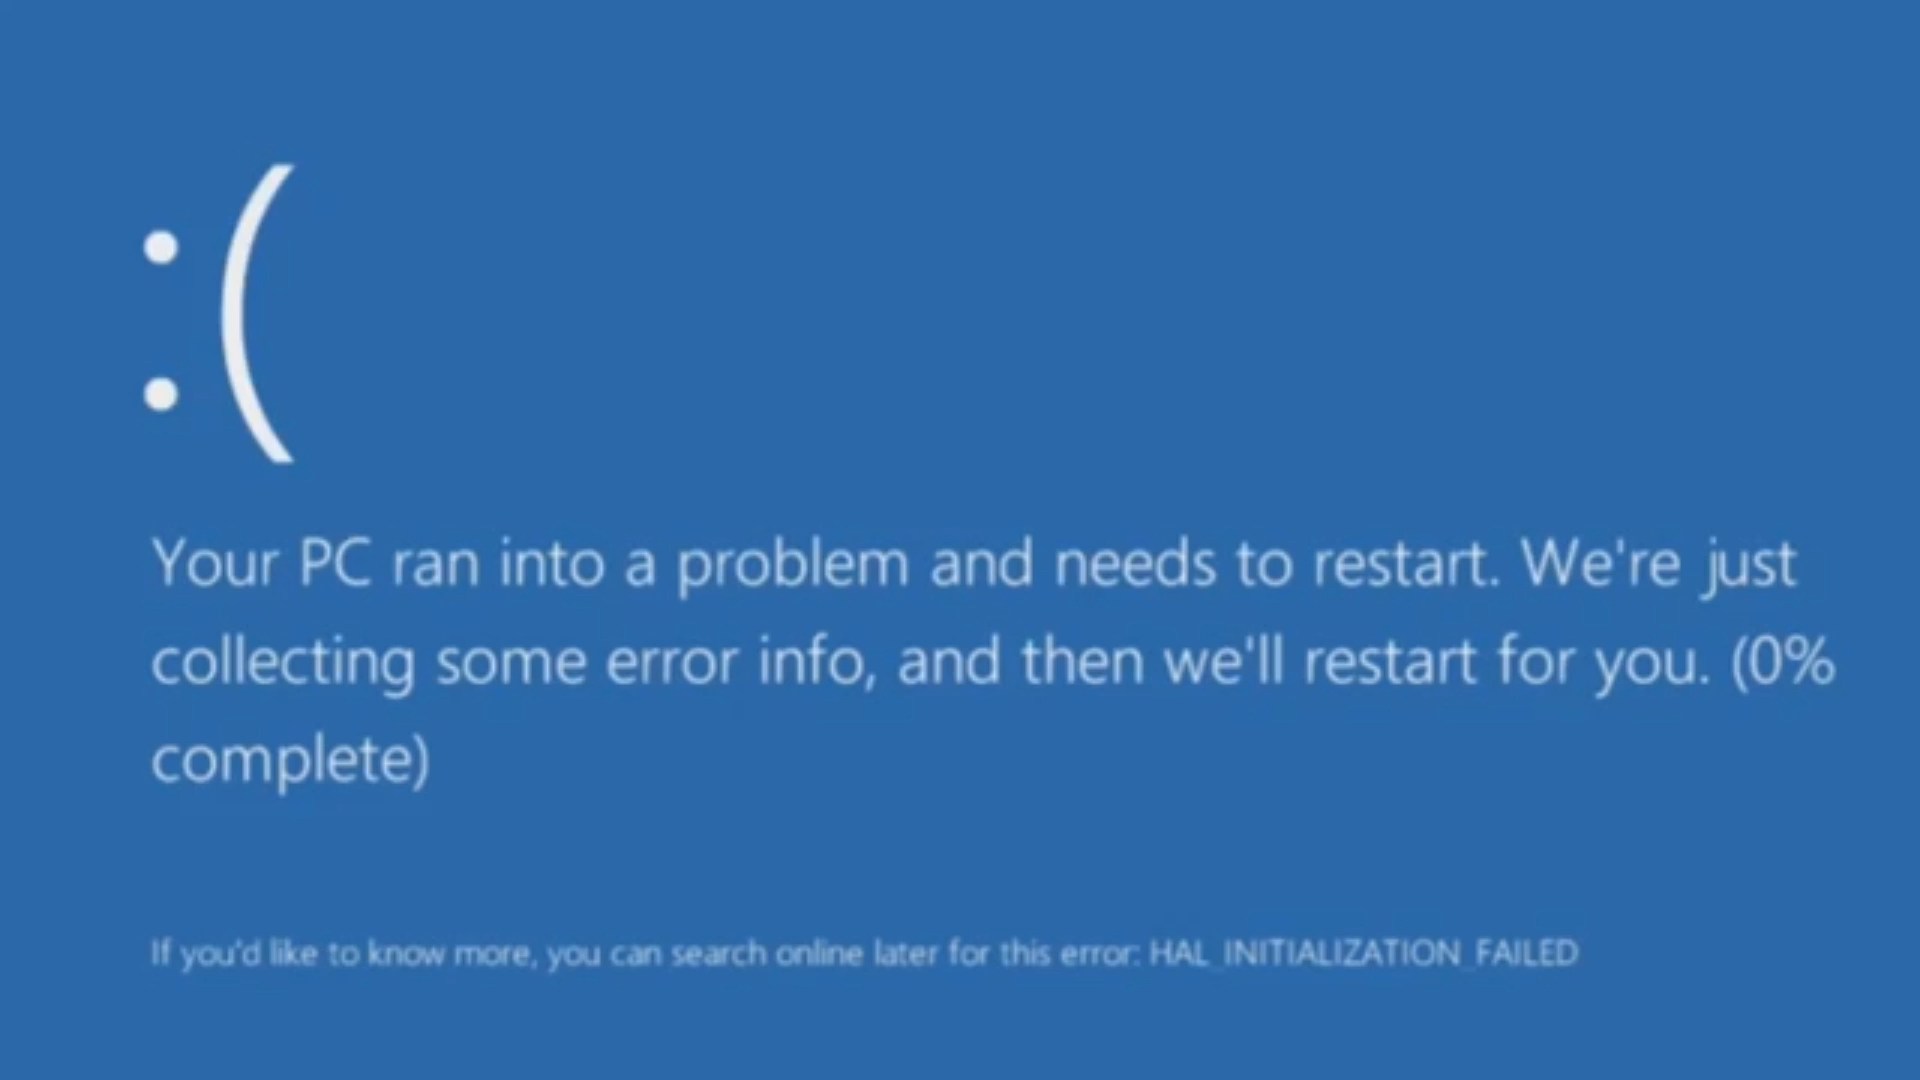 :(
Your PC ran into a problem and needs to restart. We're just
collecting some error info, and then we'll restart for you. (0%
complete)
If you'd like to know more, you can search online later for this error: HAL_INITIALIZATION_FAILED